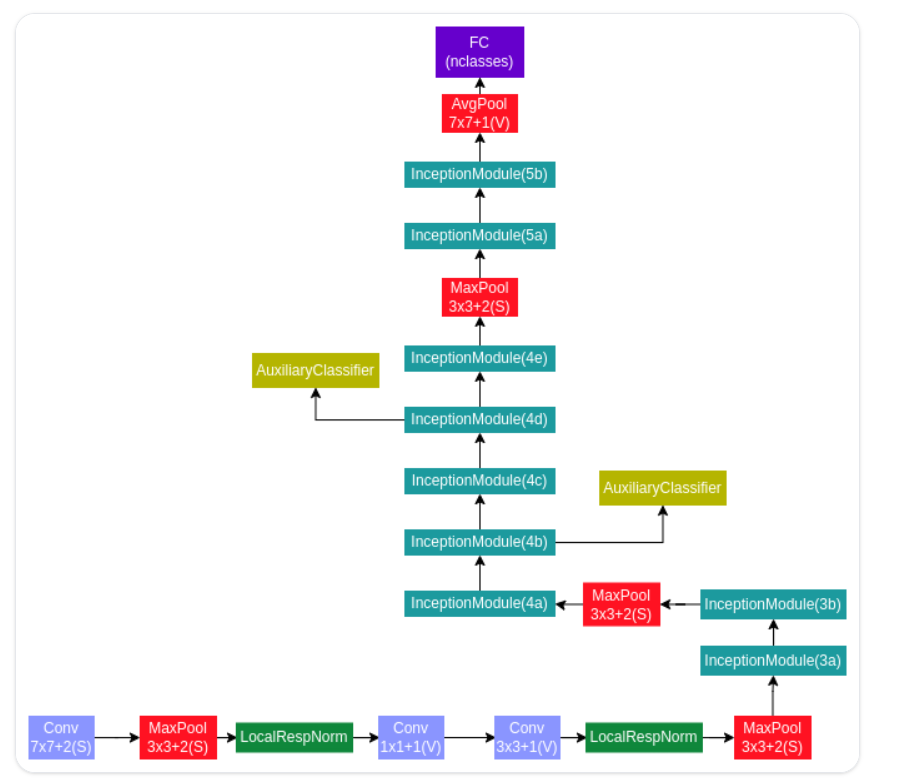 FC
(nclasses)
AvgPool
7x7+1(V)
InceptionModule(5b)
InceptionModule(5a)
MaxPool
3x3+2(S)
InceptionModule(4e)
AuxiliaryClassifier
InceptionModule(4d)
InceptionModule(4c)
AuxiliaryClassifier
InceptionModule(4b)
InceptionModule(4a)
MaxPool
3x3+2(S)
InceptionModule(3b)
InceptionModule(3a)
Conv
7x7+2(S)
MaxPool
3x3+2(S)
LocalRespNorm
Conv
1x1+1(V)
Conv
3x3+1(V)
LocalRespNorm
MaxPool
3x3+2(S)